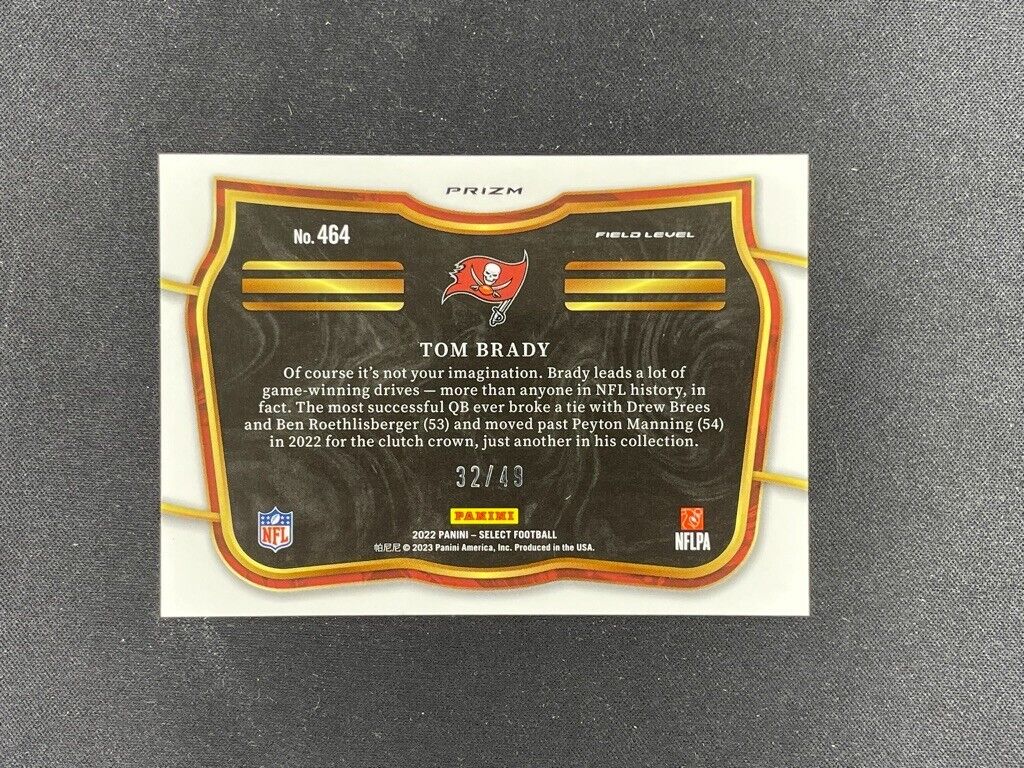 PRIZM
No. 464
FIELD LEVEL
TOM BRADY
Of course it's not your imagination. Brady leads a lot of
game-winning drives — more than anyone in NFL history, in
fact. The most successful QB ever broke a tie with Drew Brees
and Ben Roethlisberger (53) and moved past Peyton Manning (54)
in 2022 for the clutch crown, just another in his collection.
32/49
PANINI
NFL
2022 PANINI – SELECT FOOTBALL
帕尼尼 © 2023 Panini America, Inc. Produced in the USA.
NFLPA